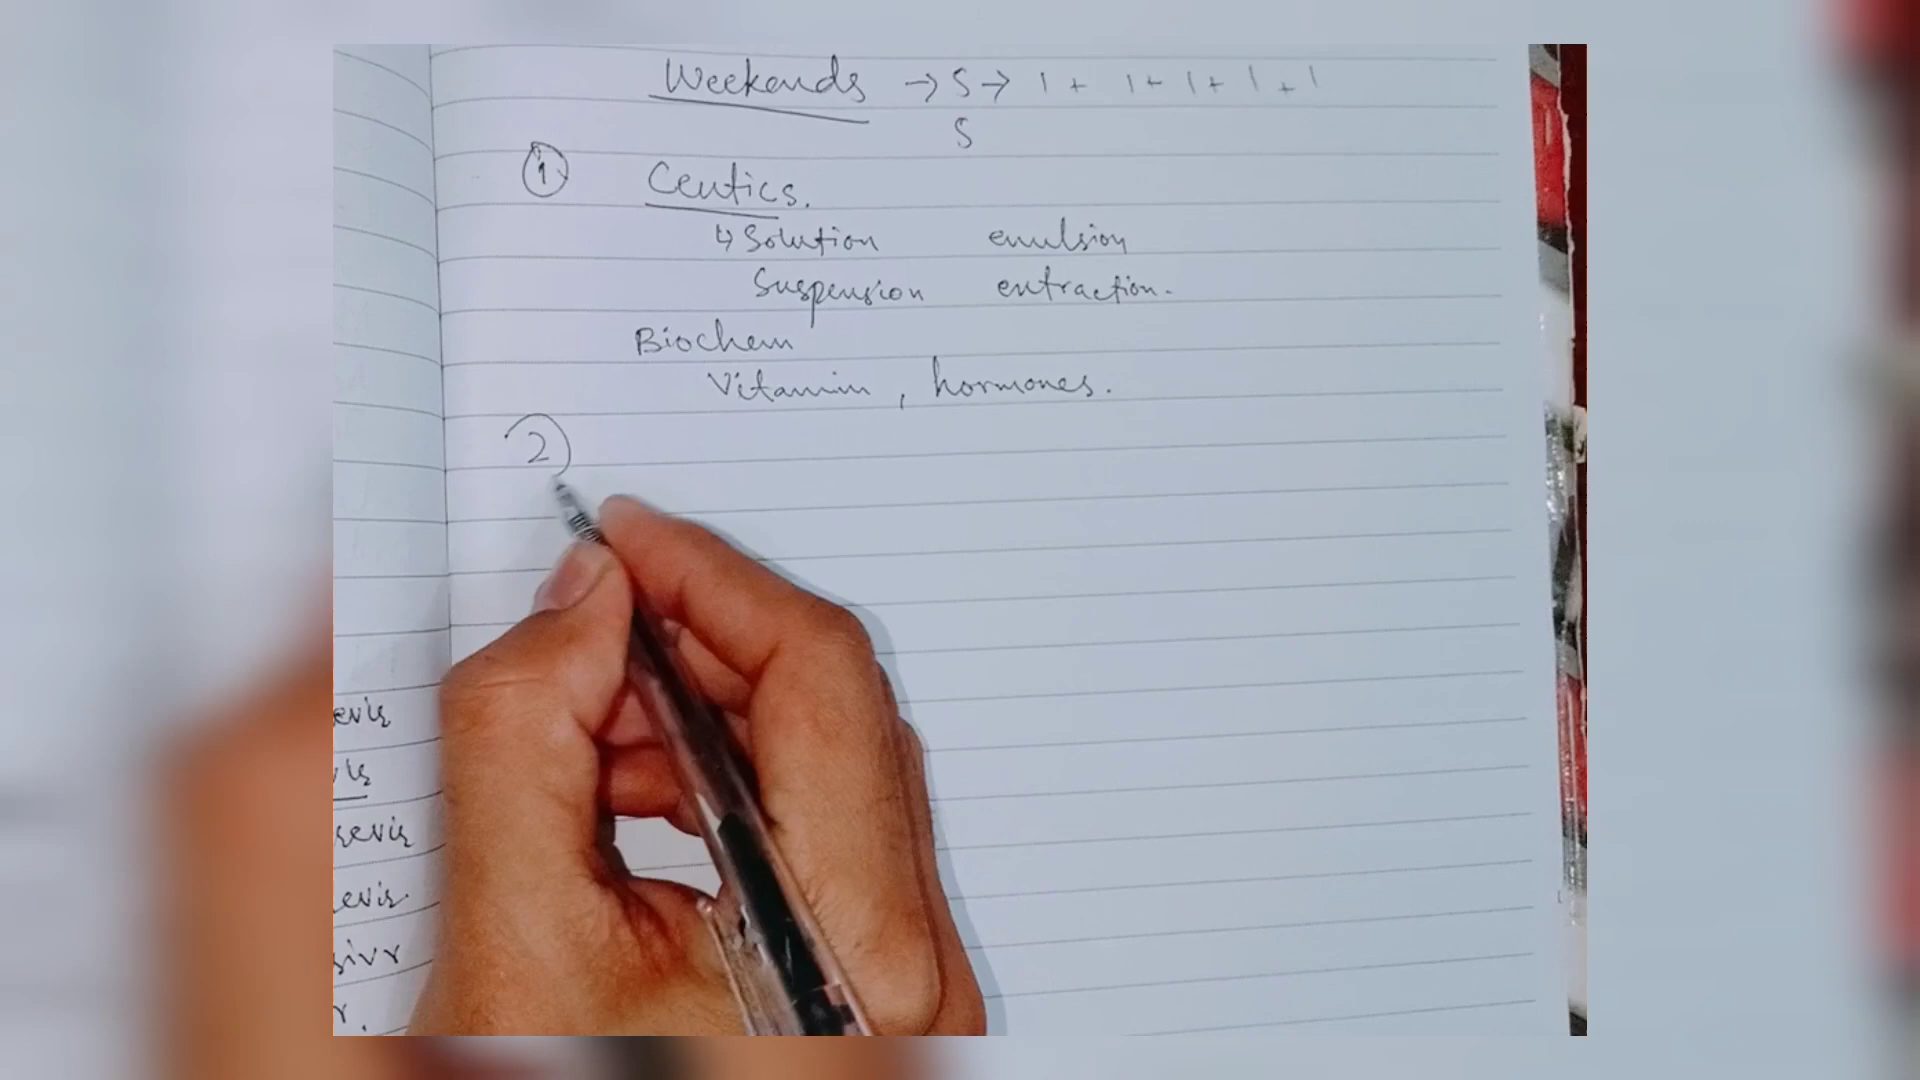 Weekends → 5 → 1 + 1 + 1 + 1 + 1
5
1 Ceutics.
↳ Solution emulsion
Suspension extraction.
Biochem
Vitamin, hormones.
2